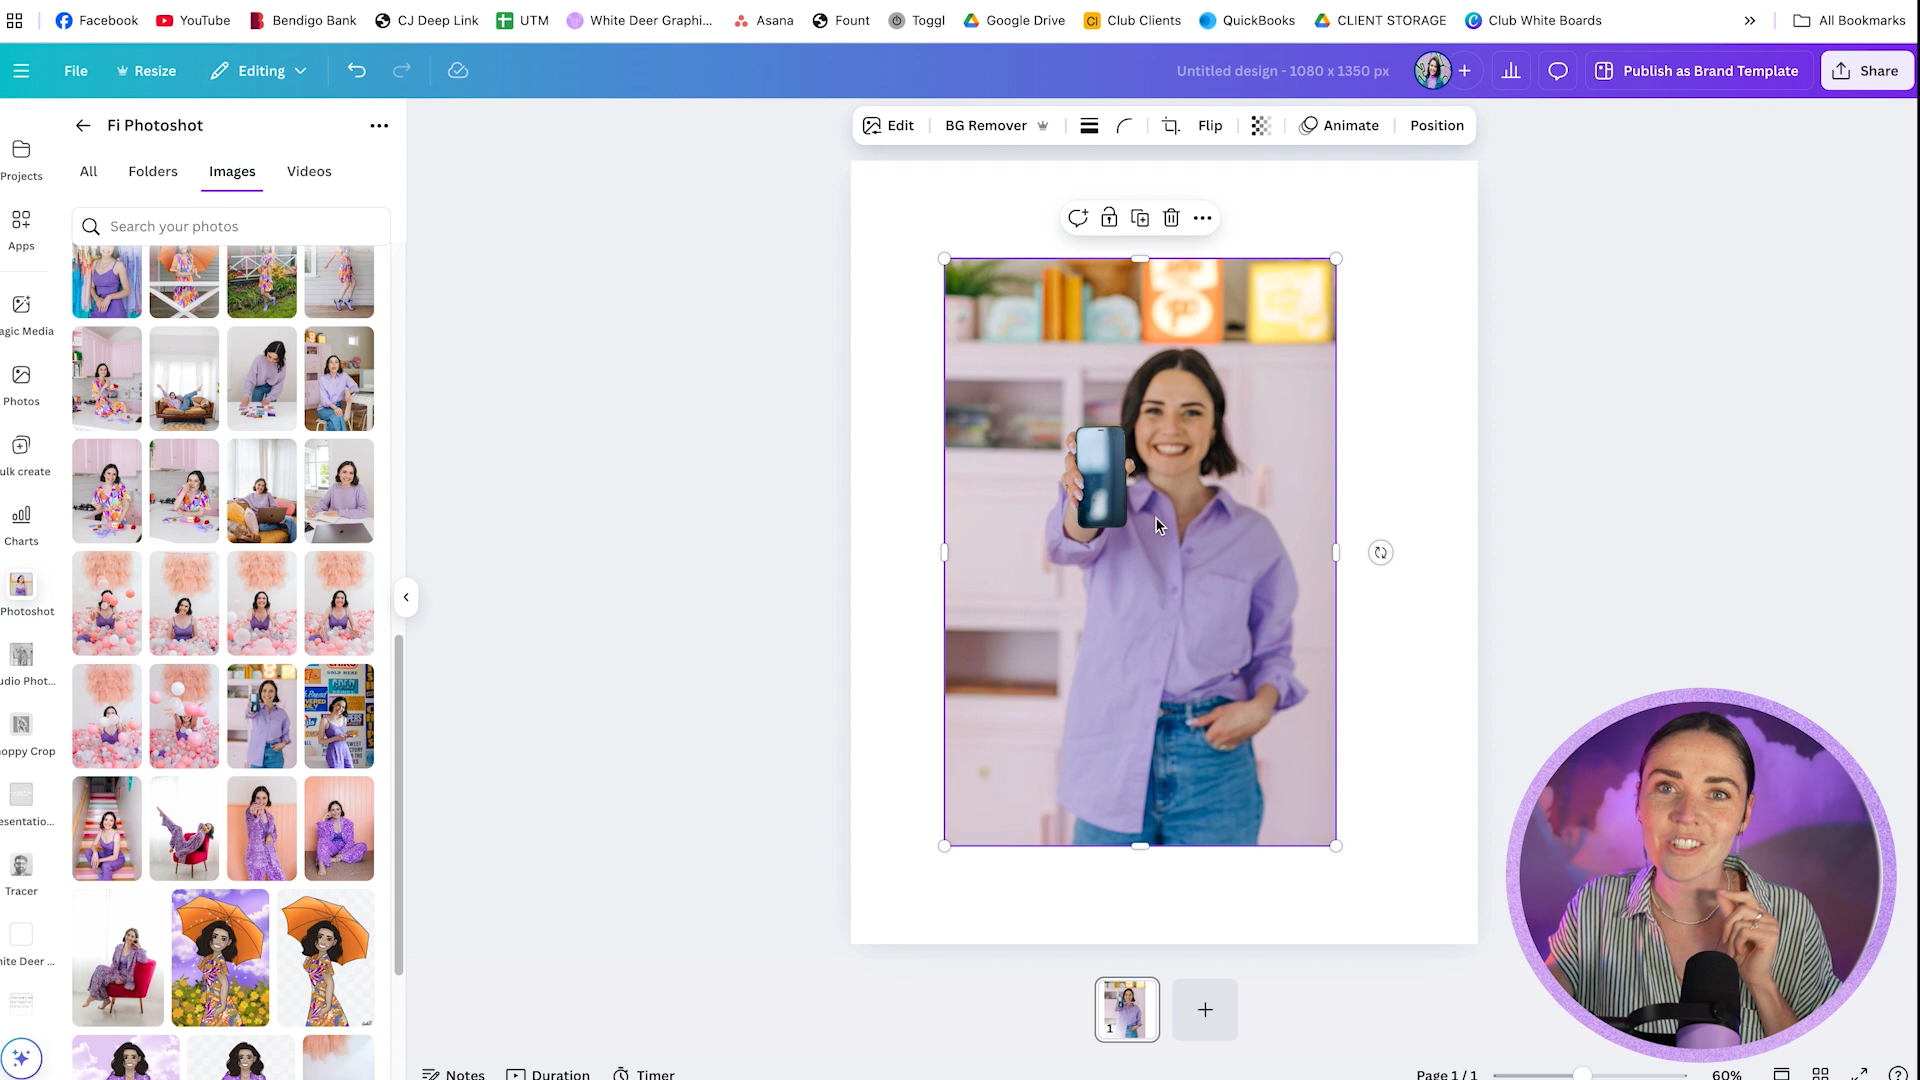 Facebook
YouTube
Bendigo Bank
CJ Deep Link
UTM
White Deer Graphi...
Asana
Fount
Toggl
Google Drive
Club Clients
QuickBooks
CLIENT STORAGE
Club White Boards
All Bookmarks
File
Resize
Editing
Untitled design - 1080 x 1350 px
Publish as Brand Template
Share
Fi Photoshot
Edit
BG Remover
Flip
Animate
Position
All
Folders
Images
Videos
Search your photos
Projects
Apps
agic Media
Photos
ulk create
Charts
Photoshot
udio Phot...
hoppy Crop
esentatio...
Tracer
hite Deer ...
1
Notes
Duration
Timer
Page 1 / 1
60%